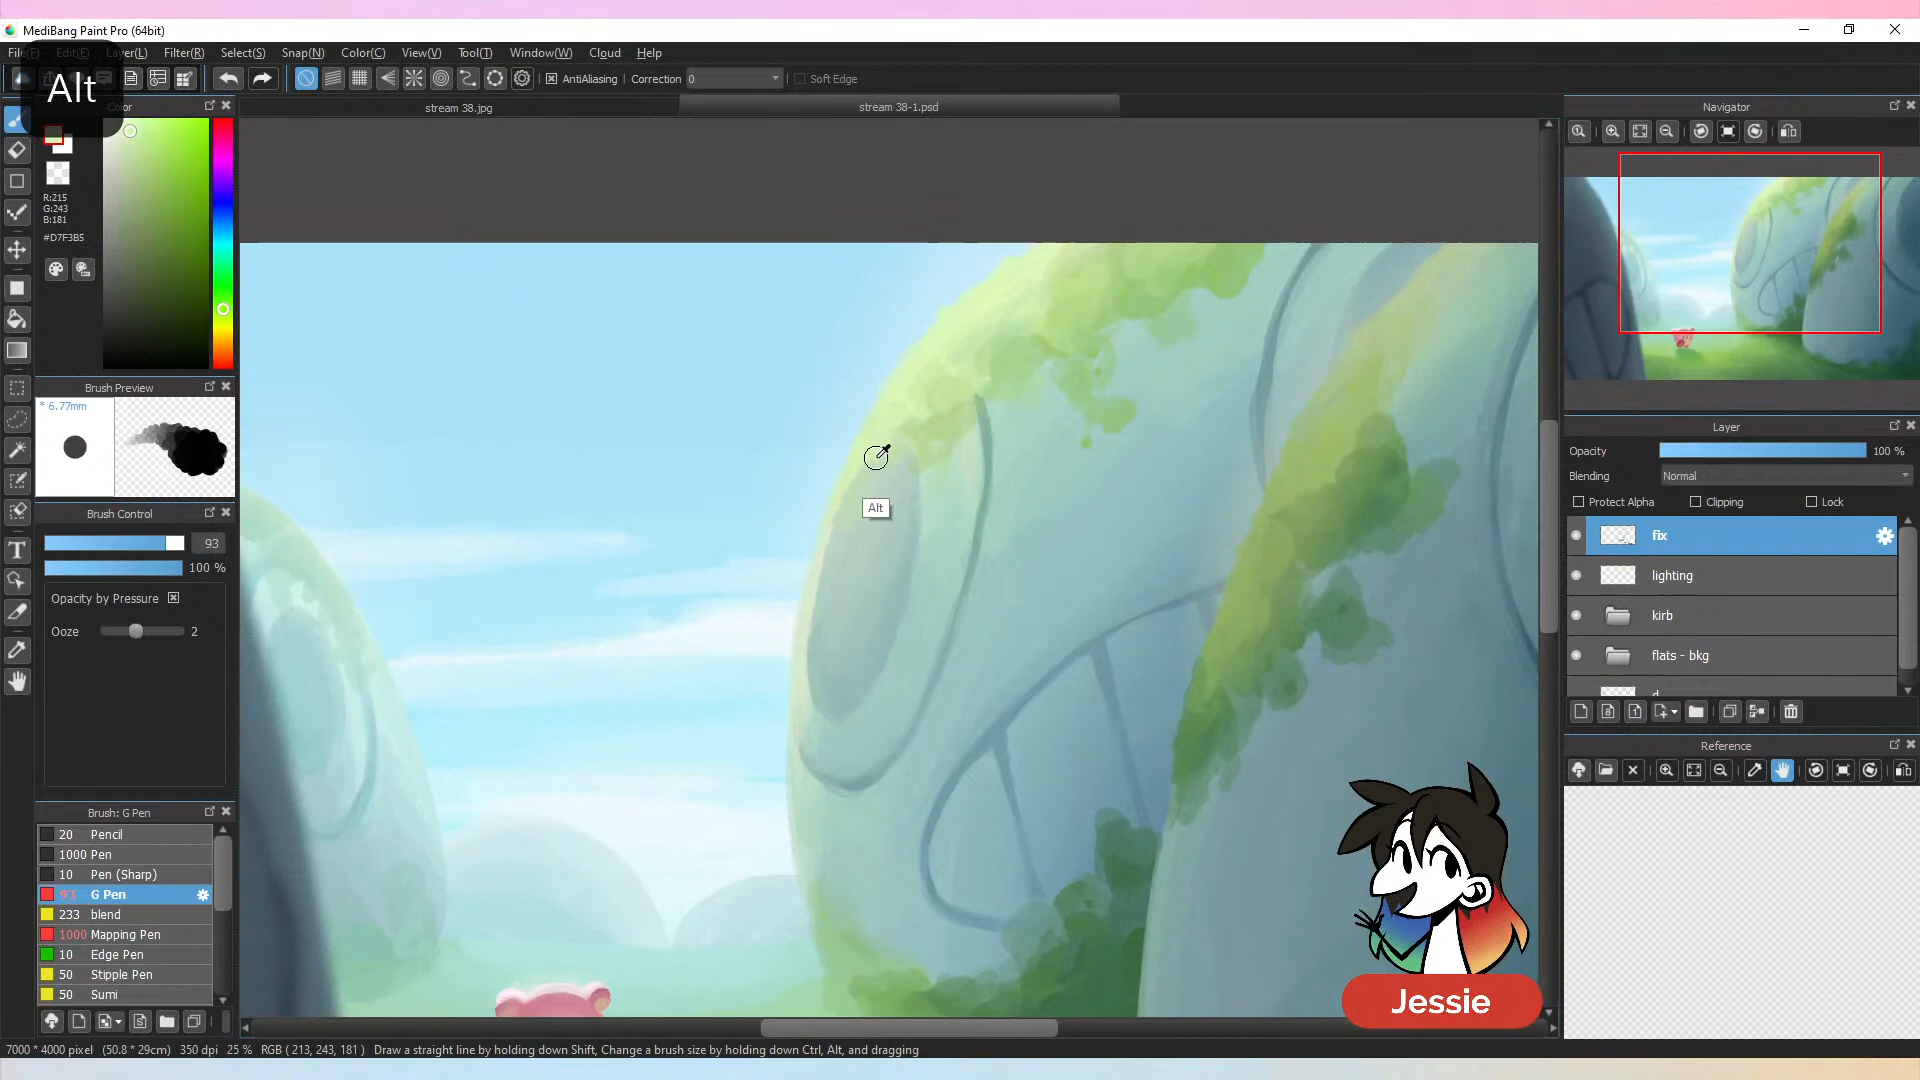 MediBang Paint Pro (64bit)
File(F) Edit(E) Layer(L) Filter(R) Select(S) Snap(N) Color(C) View(V) Tool(T) Window(W) Cloud Help
Alt
AntiAliasing Correction 0 Soft Edge
Color
stream 38.jpg
stream 38-1.psd
Navigator
R:215
G:243
B:181
#D7F3B5
Brush Preview
* 6.77mm
Brush Control
93
100 %
Opacity by Pressure
Ooze 2
Alt
Layer
Opacity 100 %
Blending Normal
Protect Alpha Clipping Lock
fix
lighting
kirb
flats - bkg
Reference
Brush: G Pen
20 Pencil
1000 Pen
10 Pen (Sharp)
93 G Pen
233 blend
1000 Mapping Pen
10 Edge Pen
50 Stipple Pen
50 Sumi
Jessie
7000 * 4000 pixel (50.8 * 29cm) 350 dpi 25 % RGB ( 213, 243, 181 ) Draw a straight line by holding down Shift, Change a brush size by holding down Ctrl, Alt, and dragging